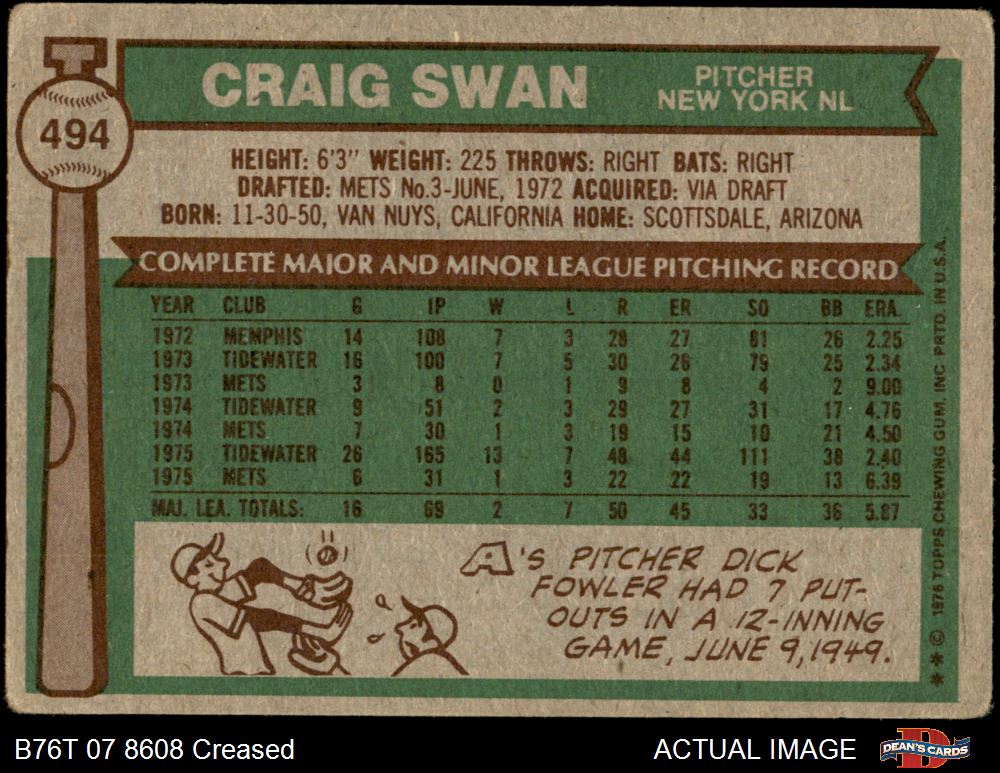 CRAIG SWAN
PITCHER
NEW YORK NL
494
HEIGHT: 6'3" WEIGHT: 225 THROWS: RIGHT BATS: RIGHT
DRAFTED: METS No.3-JUNE, 1972 ACQUIRED: VIA DRAFT
BORN: 11-30-50, VAN NUYS, CALIFORNIA HOME: SCOTTSDALE, ARIZONA
COMPLETE MAJOR AND MINOR LEAGUE PITCHING RECORD
YEAR CLUB G IP W L R ER SO BB ERA.
1972 MEMPHIS 14 108 7 3 28 27 81 26 2.25
1973 TIDEWATER 16 100 7 5 30 26 79 25 2.34
1973 METS 3 8 0 1 9 8 4 2 9.00
1974 TIDEWATER 9 51 2 3 29 27 31 17 4.76
1974 METS 7 30 1 3 19 15 10 21 4.50
1975 TIDEWATER 26 165 13 7 48 44 111 38 2.40
1975 METS 6 31 1 3 22 22 19 13 6.39
MAJ. LEA. TOTALS: 16 69 2 7 50 45 33 36 5.87
A'S PITCHER DICK
FOWLER HAD 7 PUT-
OUTS IN A 12-INNING
GAME, JUNE 9, 1949.
** © 1976 TOPPS CHEWING GUM, INC PRTD. IN U.S.A.
B76T 07 8608 Creased
ACTUAL IMAGE
DEAN'S CARDS